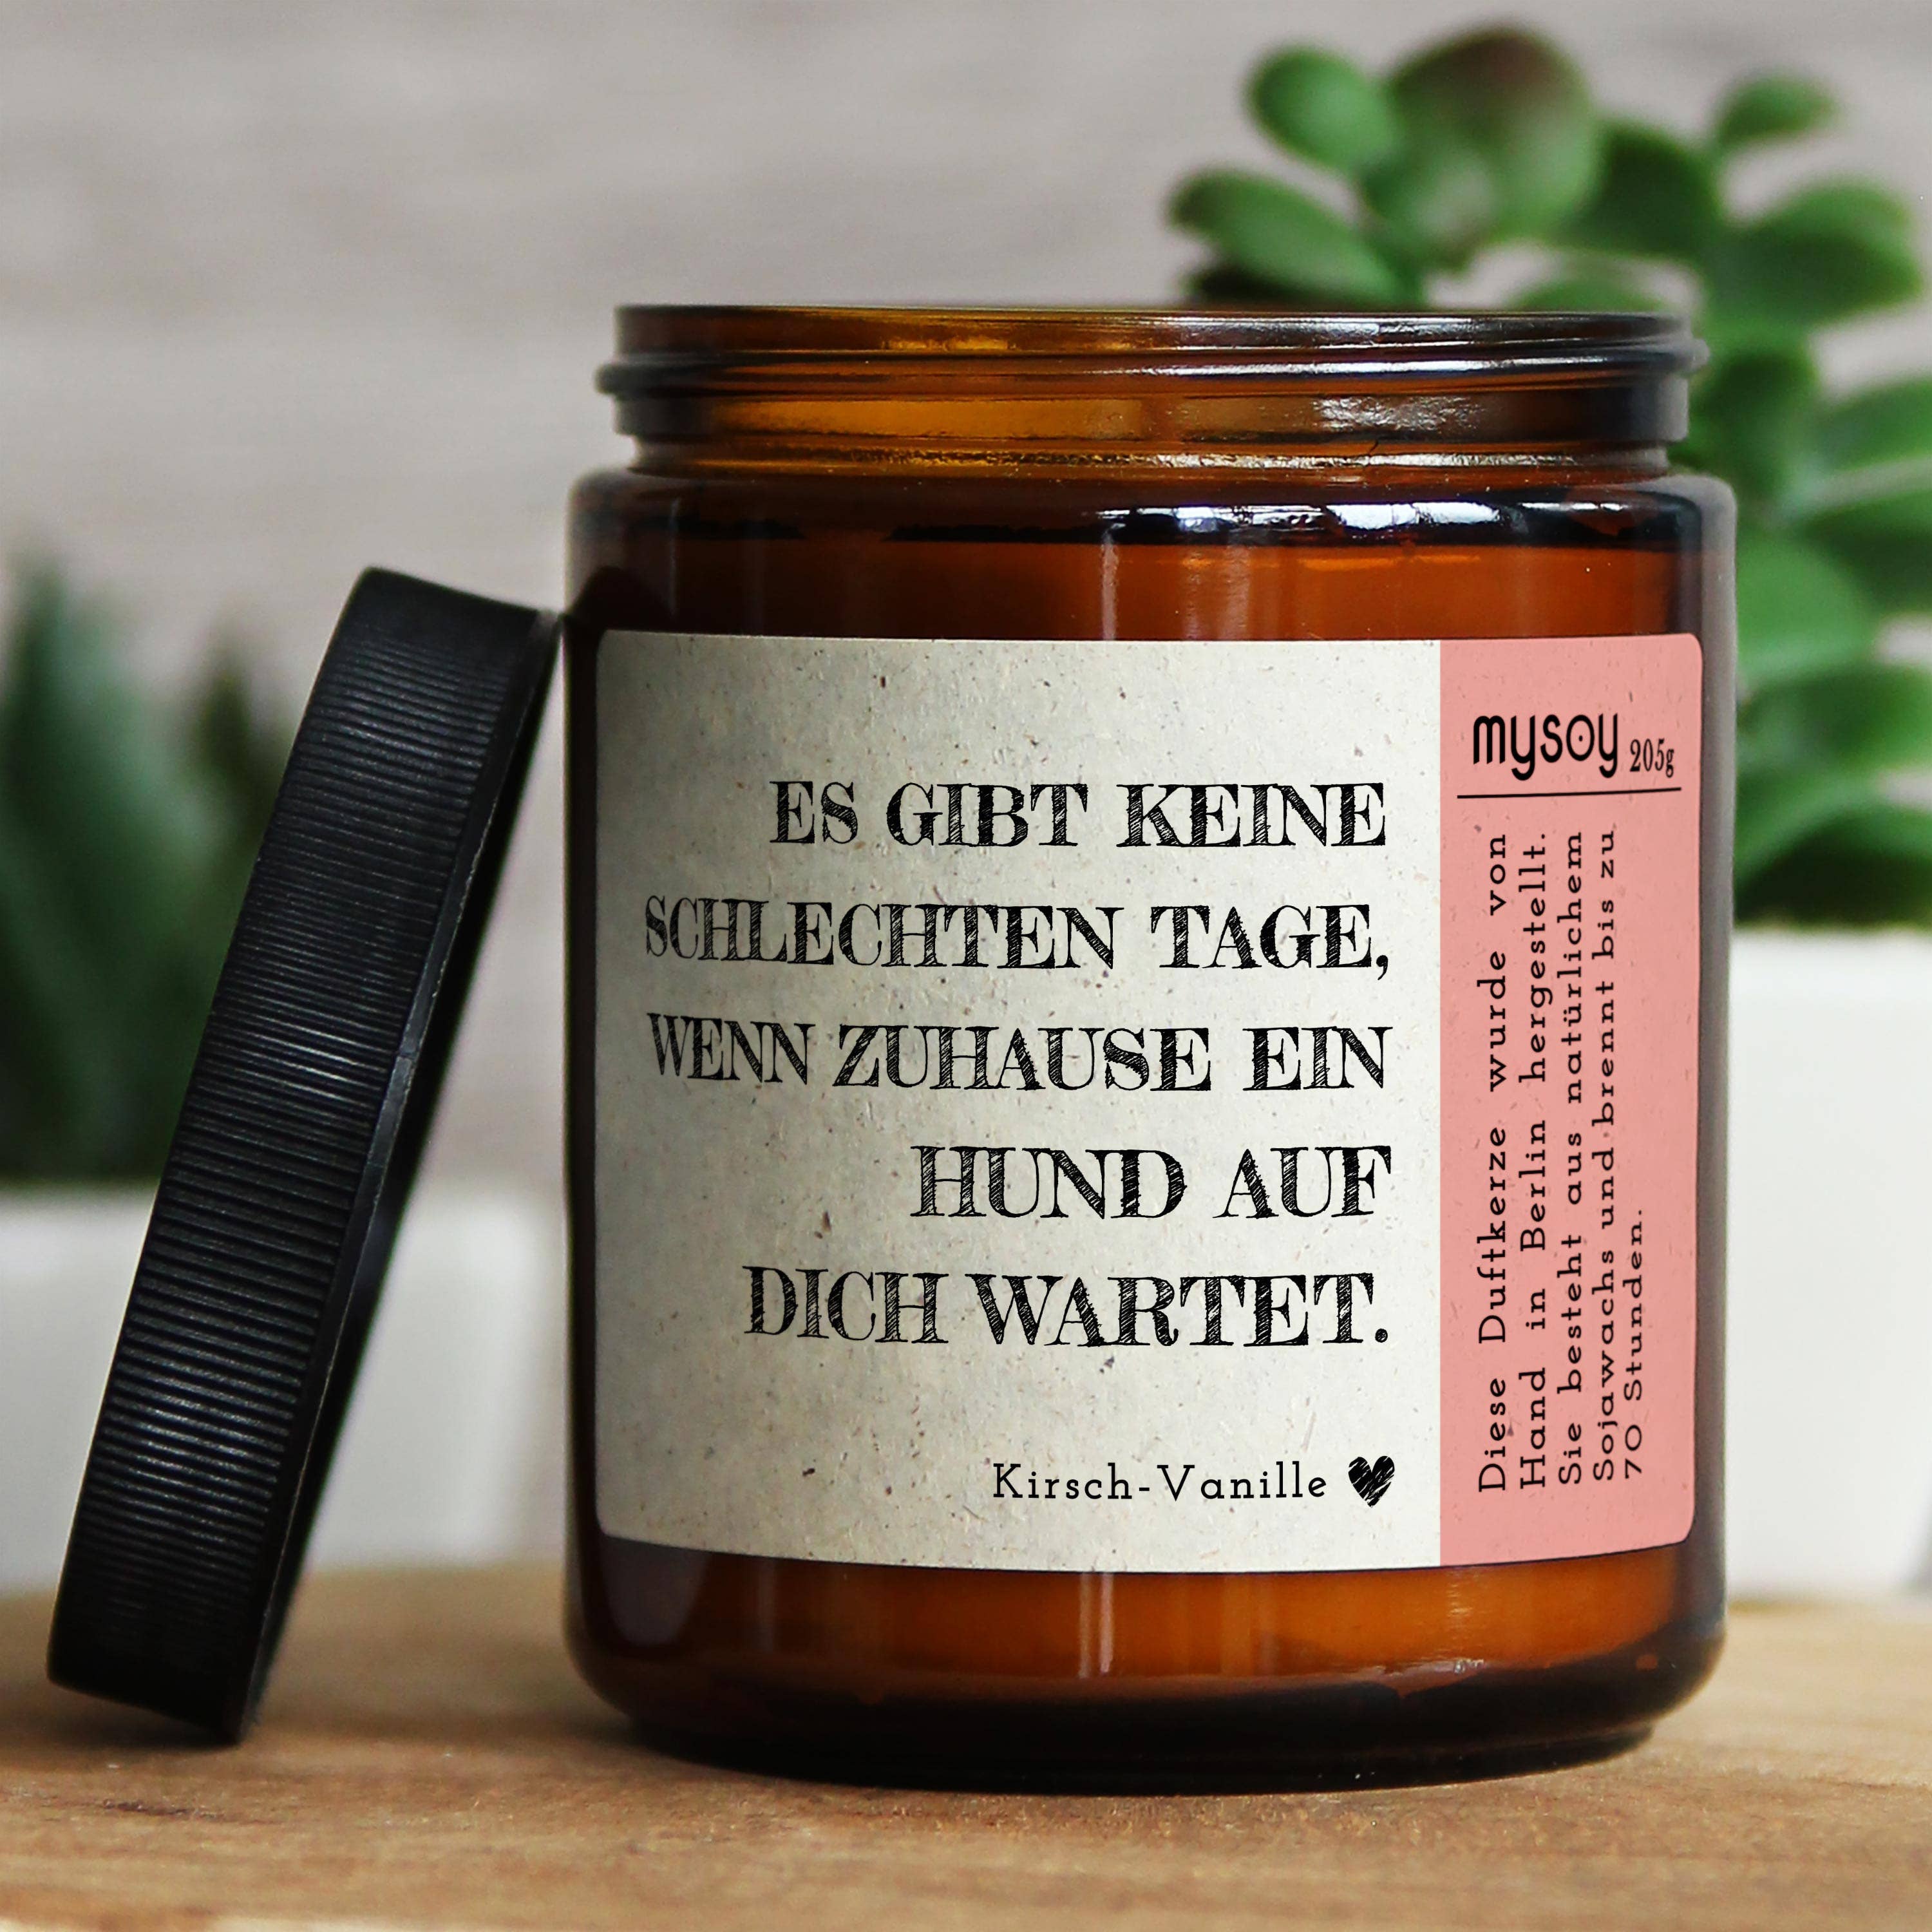 ES GIBT KEINE
SCHLECHTEN TAGE,
WENN ZUHAUSE EIN
HUND AUF
DICH WARTET.
Kirsch-Vanille
mysoy 205g
Diese Duftkerze wurde von
Hand in Berlin hergestellt.
Sie besteht aus natürlichem
Sojawachs und brennt bis zu
70 Stunden.